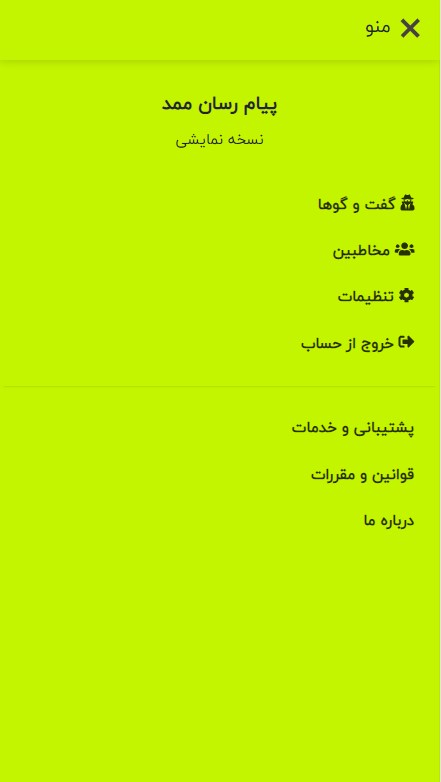 منو
پیام رسان ممد
نسخه نمایشی
گفت و گوها
مخاطبین
تنظیمات
خروج از حساب
پشتیبانی و خدمات
قوانین و مقررات
درباره ما